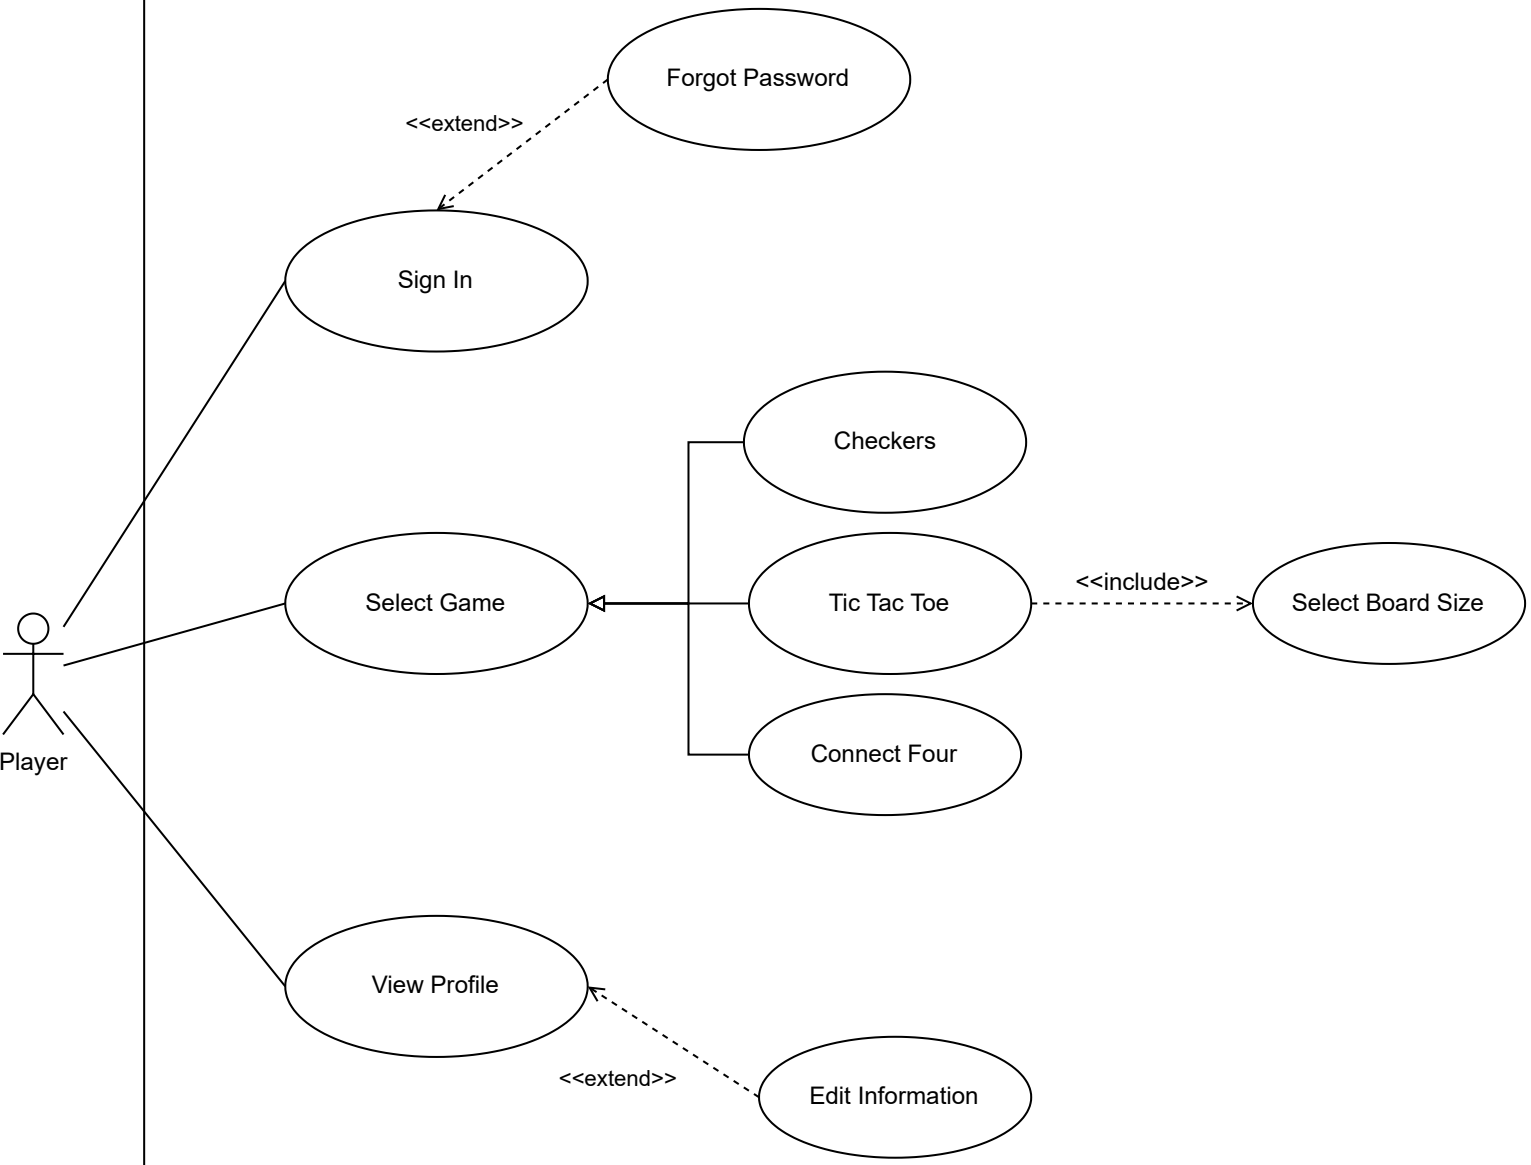 Forgot Password
<<extend>>
Sign In
Checkers
Select Game
Tic Tac Toe
<<include>>
Select Board Size
Connect Four
Player
View Profile
<<extend>>
Edit Information